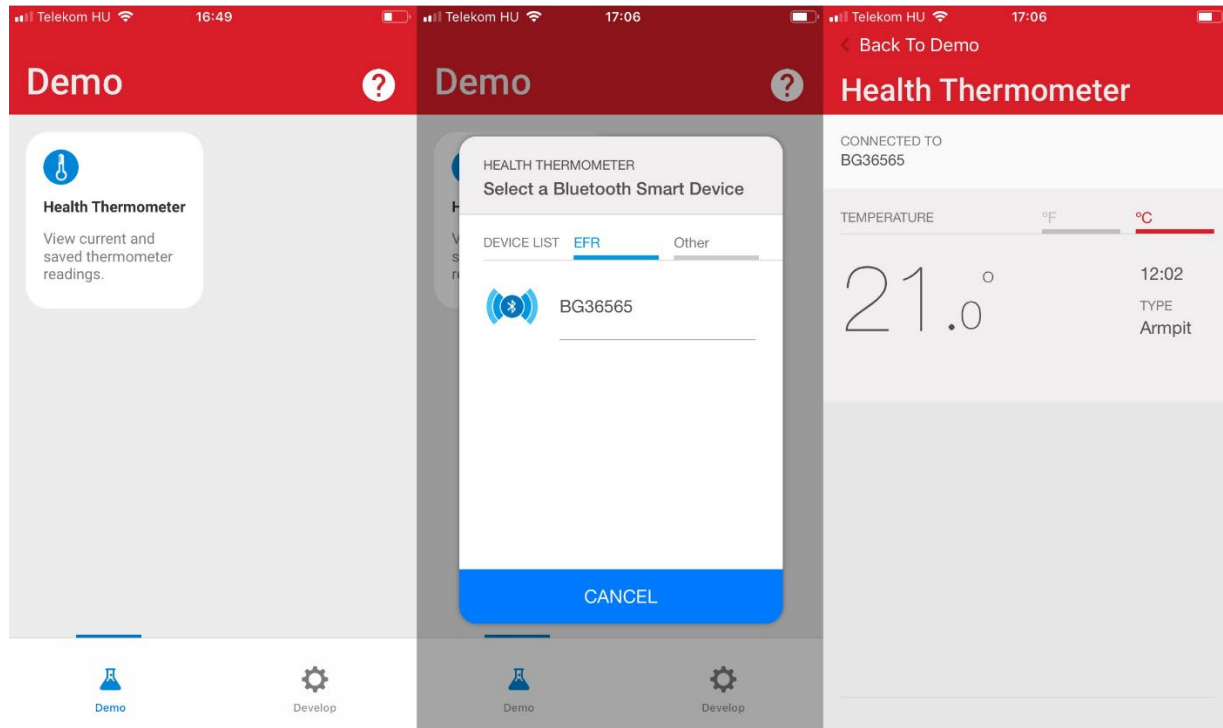 Telekom HU 16:49
Demo
?
Health Thermometer
View current and
saved thermometer
readings.
Demo
Develop
Telekom HU 17:06
Demo
?
HEALTH THERMOMETER
Select a Bluetooth Smart Device
DEVICE LIST EFR Other
BG36565
CANCEL
Demo
Develop
Telekom HU 17:06
Back To Demo
Health Thermometer
CONNECTED TO
BG36565
TEMPERATURE °F °C
21.0°
12:02
TYPE
Armpit